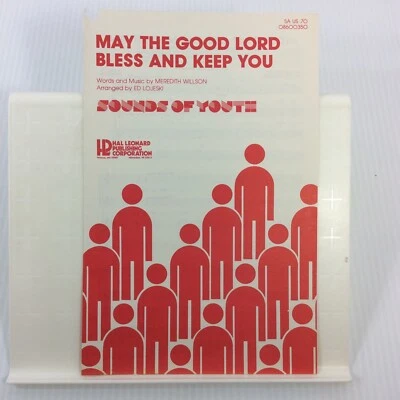 SA U.S. .70
08600380
MAY THE GOOD LORD
BLESS AND KEEP YOU
Words and Music by MEREDITH WILLSON
Arranged by ED LOJESKI
SOUNDS OF YOUTH
HAL LEONARD
PUBLISHING
CORPORATION